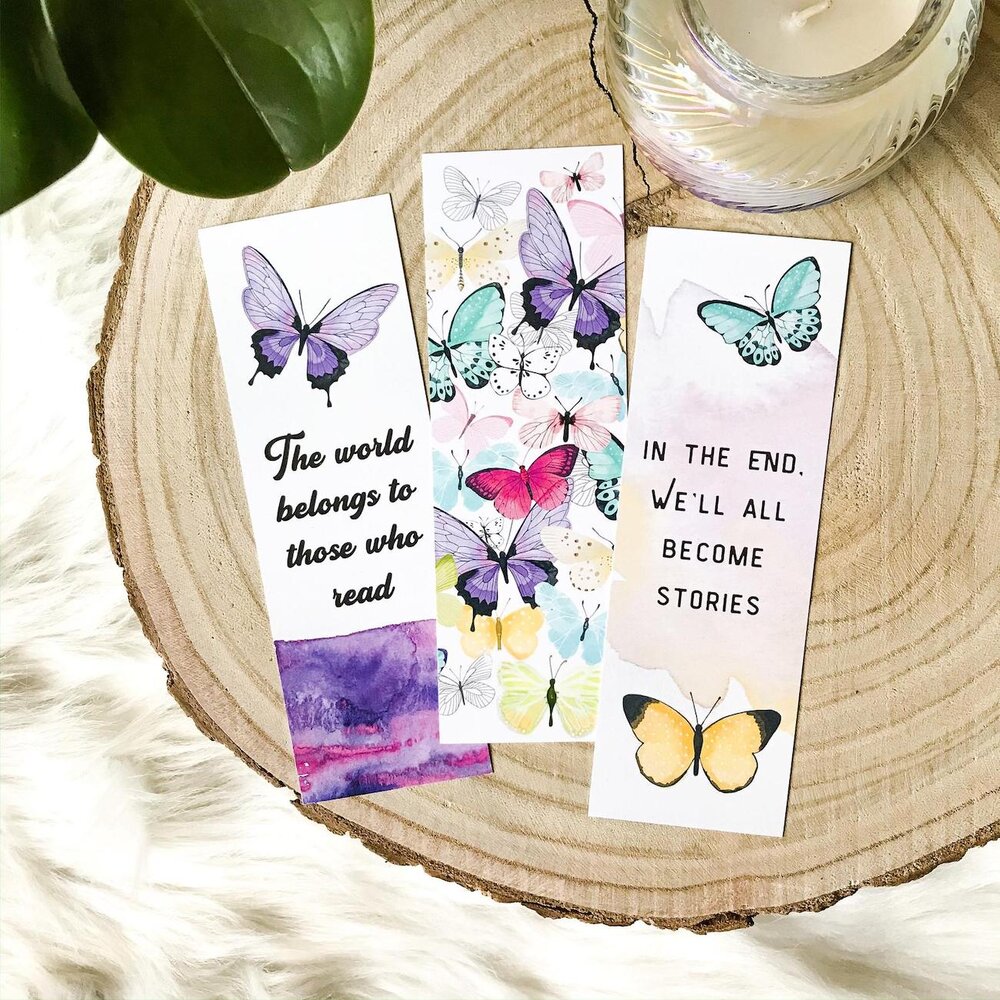 The world
belongs to
those who
read
IN THE END,
WE'LL ALL
BECOME
STORIES